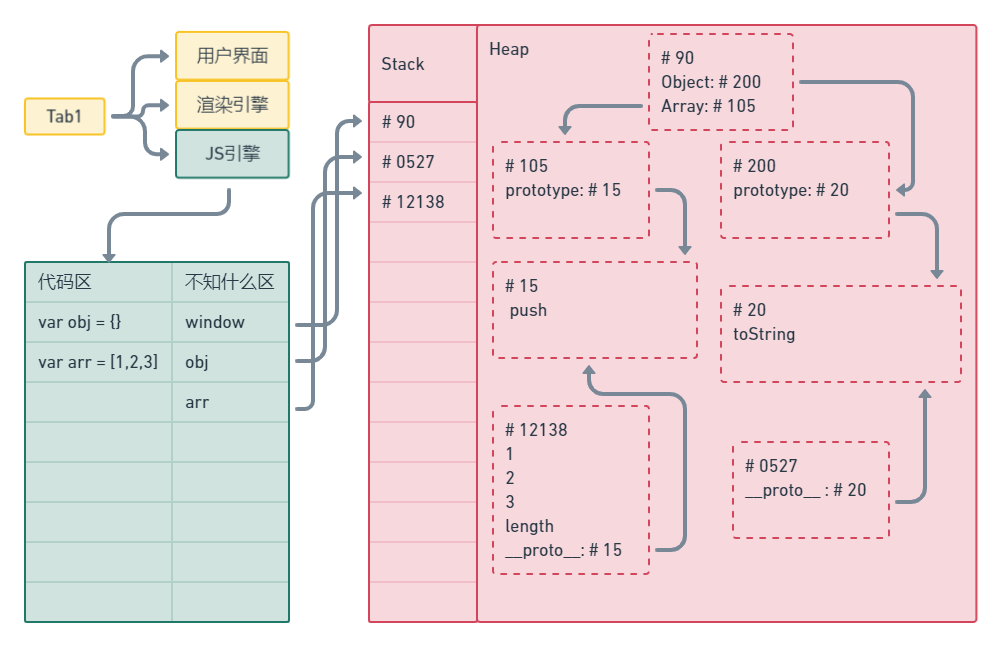 Tab1
用户界面
渲染引擎
JS引擎
代码区
不知什么区
var obj = {}
window
var arr = [1,2,3]
obj
arr
Stack
# 90
# 0527
# 12138
Heap
# 90
Object: # 200
Array: # 105
# 105
prototype: # 15
# 200
prototype: # 20
# 15
push
# 20
toString
# 12138
1
2
3
length
__proto__: # 15
# 0527
__proto__ : # 20